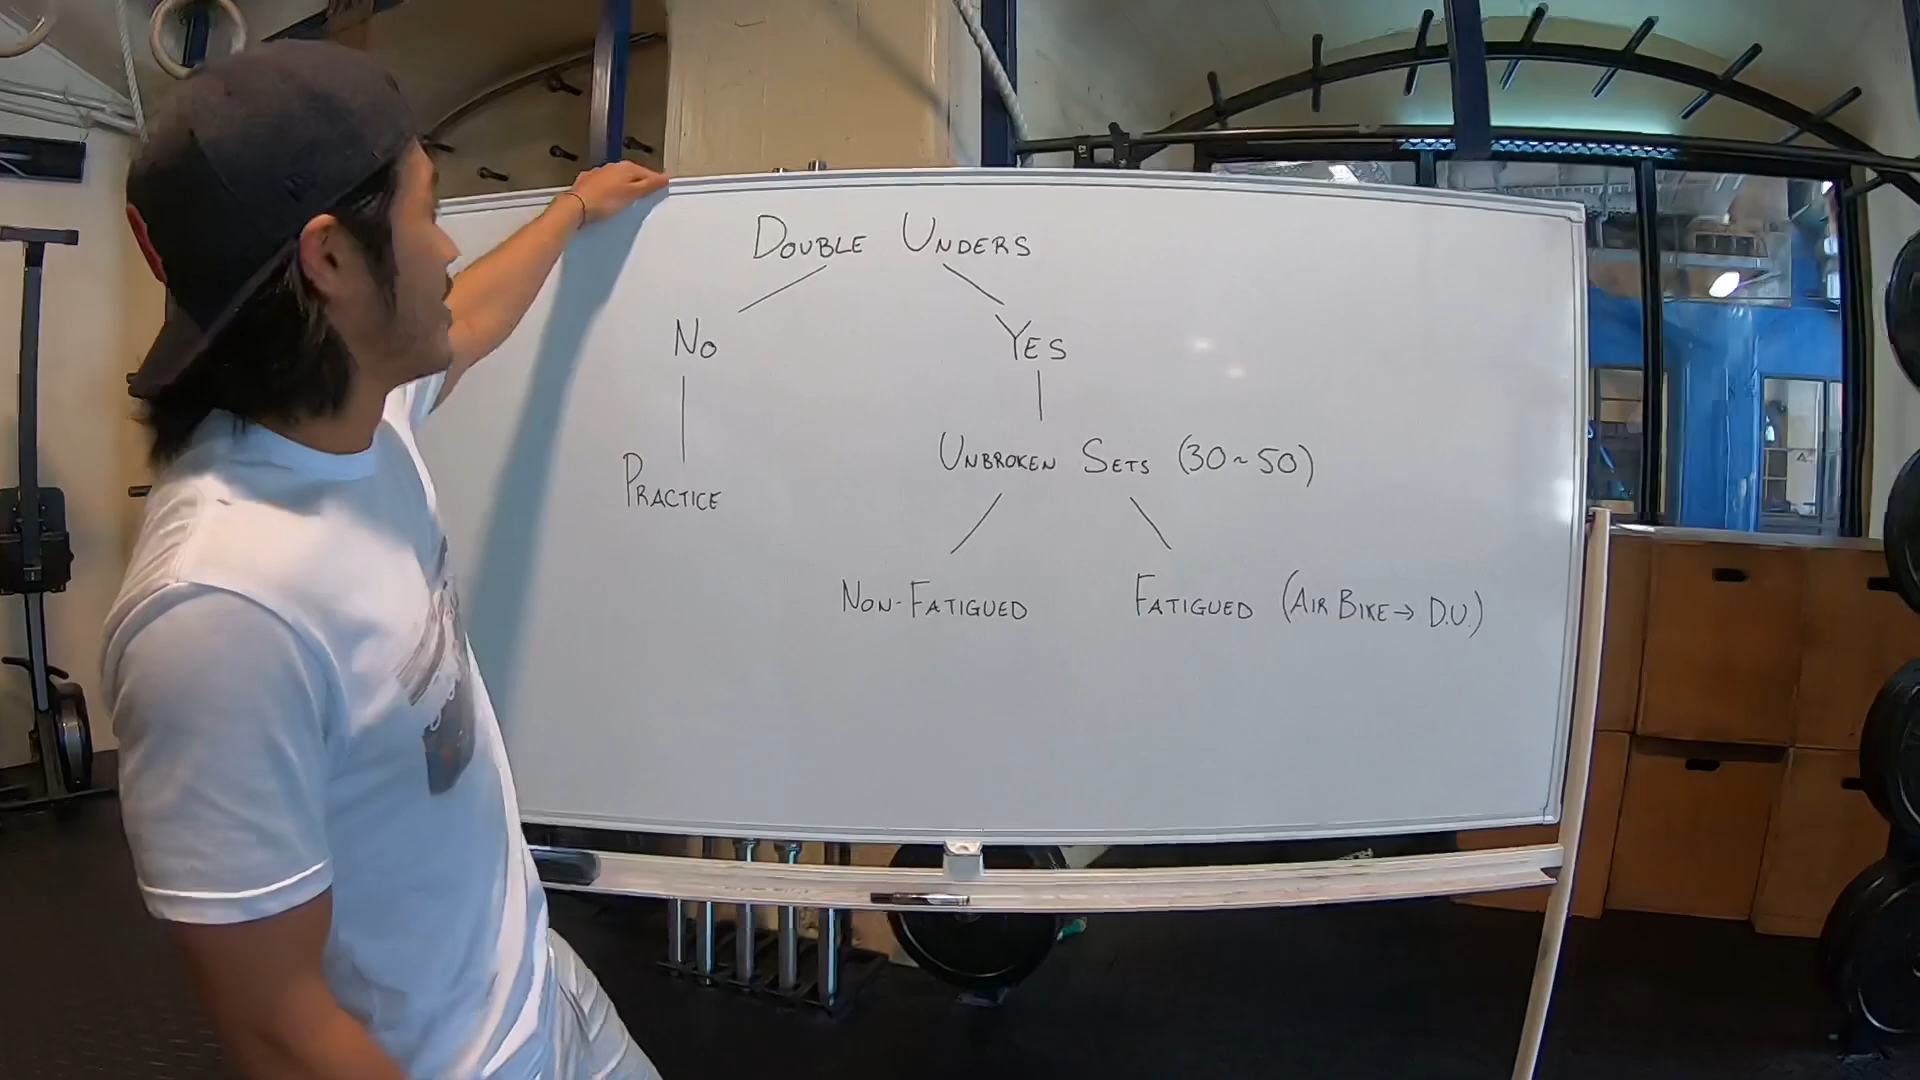 DOUBLE UNDERS
NO
YES
PRACTICE
UNBROKEN SETS (30~50)
NON-FATIGUED
FATIGUED (AIR BIKE→ D.U.)